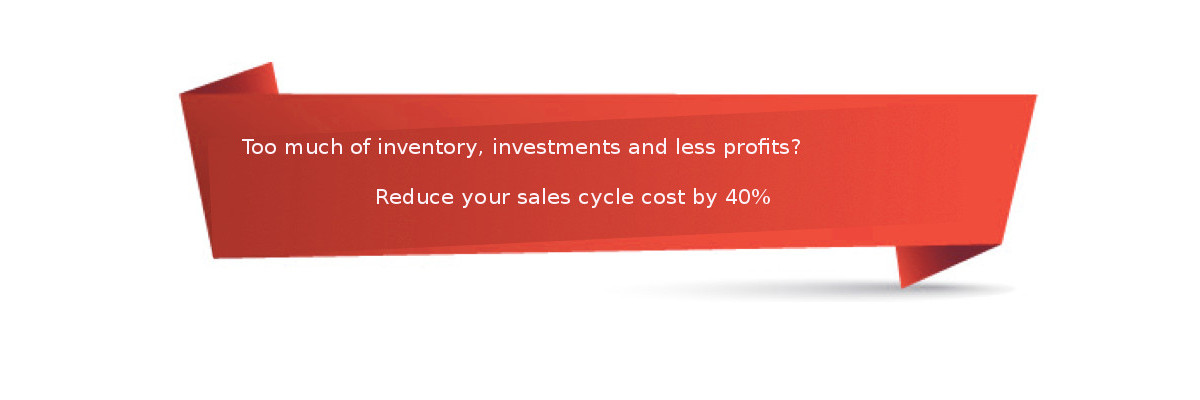 Too much of inventory, investments and less profits?
Reduce your sales cycle cost by 40%